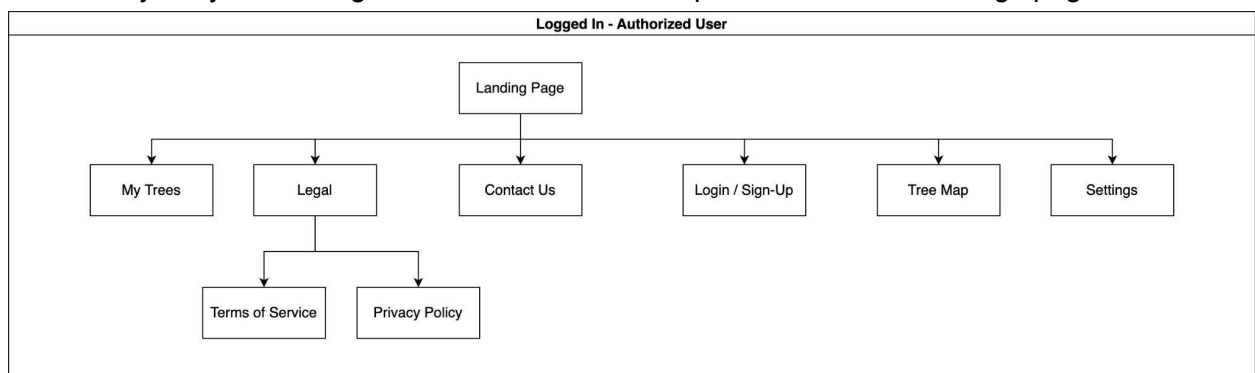 Logged In - Authorized User
Landing Page
My Trees
Legal
Contact Us
Login / Sign-Up
Tree Map
Settings
Terms of Service
Privacy Policy